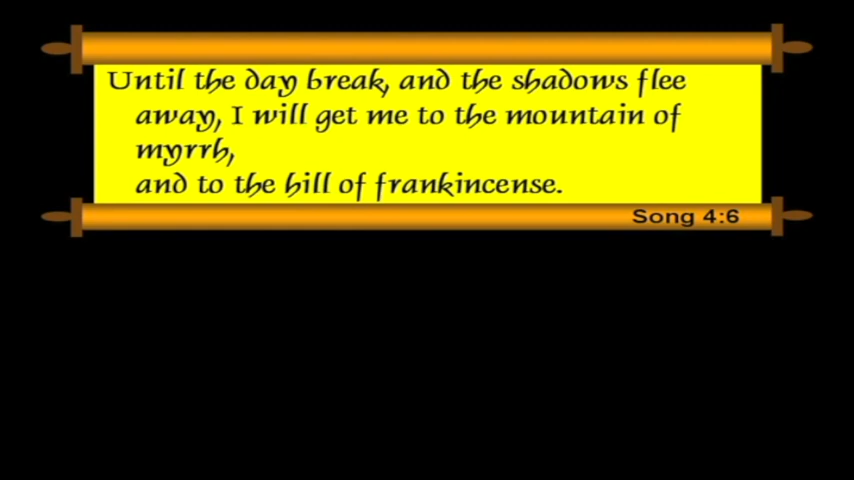 Until the day break, and the shadows flee
away, I will get me to the mountain of
myrrh,
and to the hill of frankincense.
Song 4:6